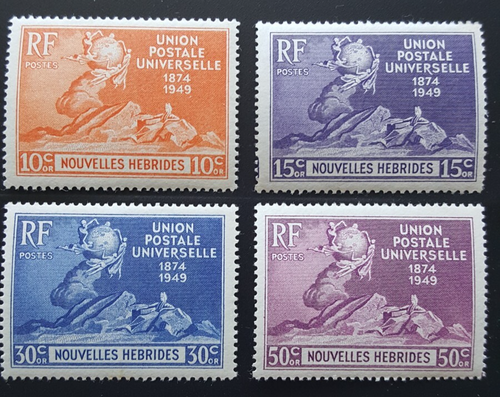 RF
POSTES
UNION
POSTALE
UNIVERSELLE
1874
1949
10c OR NOUVELLES HEBRIDES 10c OR
RF
POSTES
UNION
POSTALE
UNIVERSELLE
1874
1949
15c OR NOUVELLES HEBRIDES 15c OR
RF
POSTES
UNION
POSTALE
UNIVERSELLE
1874
1949
30c OR NOUVELLES HEBRIDES 30c OR
RF
POSTES
UNION
POSTALE
UNIVERSELLE
1874
1949
50c OR NOUVELLES HEBRIDES 50c OR